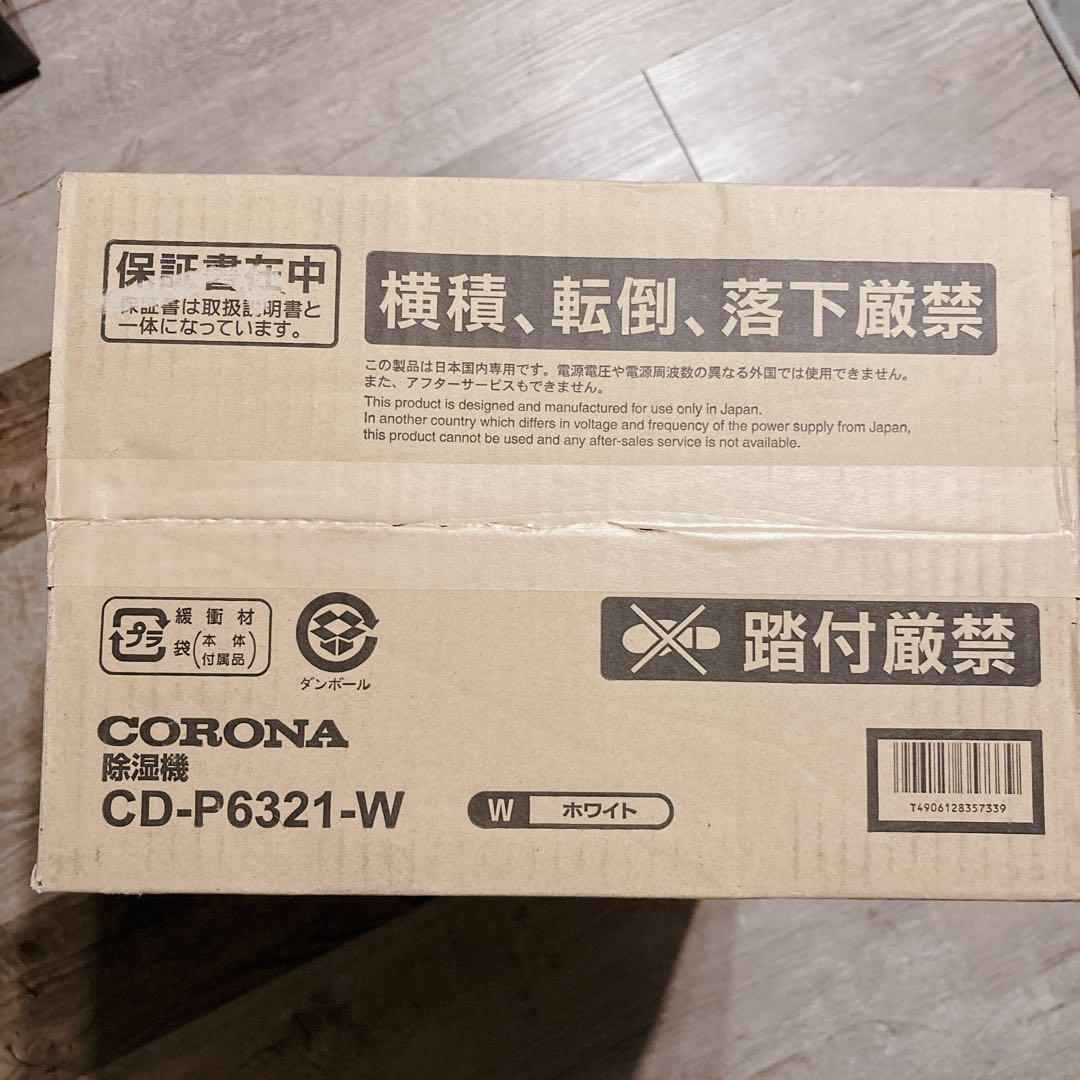 保証書在中
保証書は取扱説明書と
一体になっています。
横積、転倒、落下厳禁
この製品は日本国内専用です。電源電圧や電源周波数の異なる外国では使用できません。
また、アフターサービスもできません。
This product is designed and manufactured for use only in Japan.
In another country which differs in voltage and frequency of the power supply from Japan,
this product cannot be used and any after-sales service is not available.
プラ
緩衝材
袋(本体付属品)
ダンボール
踏付厳禁
CORONA
除湿機
CD-P6321-W
W ホワイト
T4906128357339